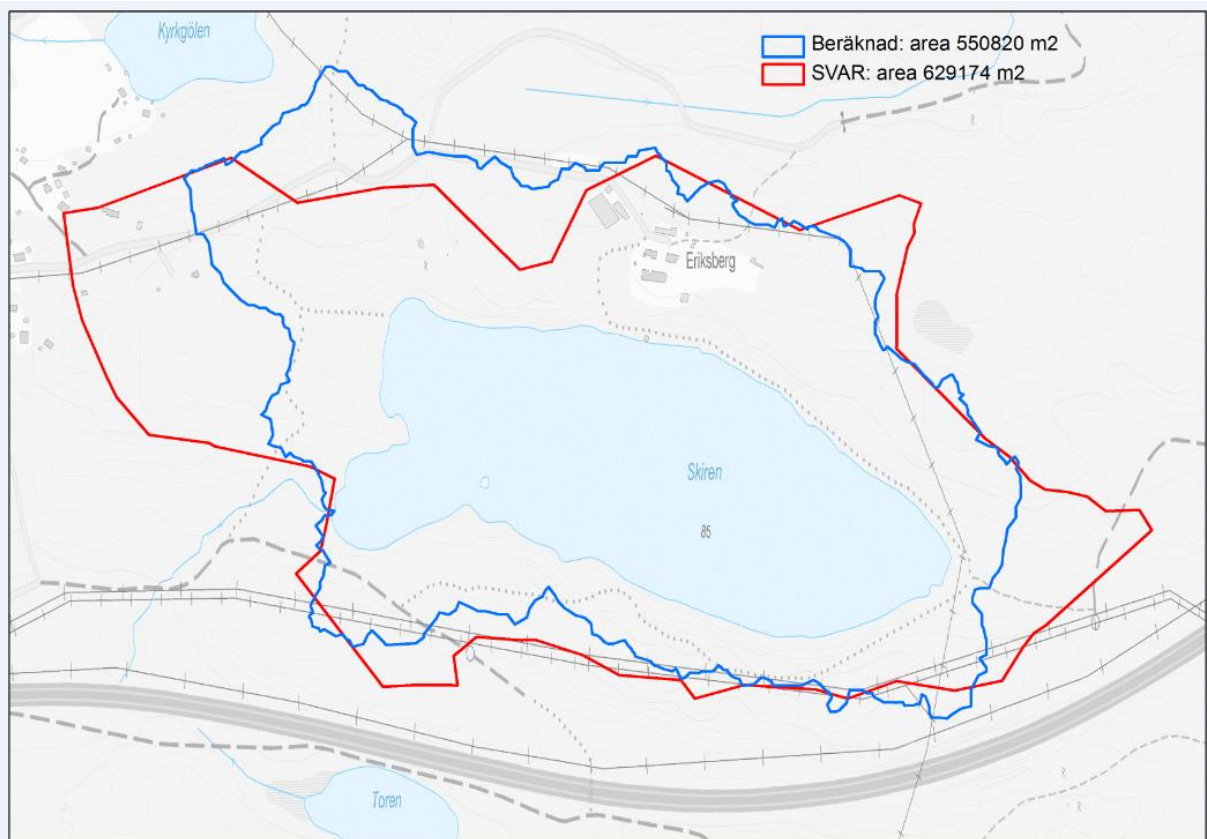 Kyrkgölen
Beräknad: area 550820 m2
SVAR: area 629174 m2
Eriksberg
Skiren
85
Toren